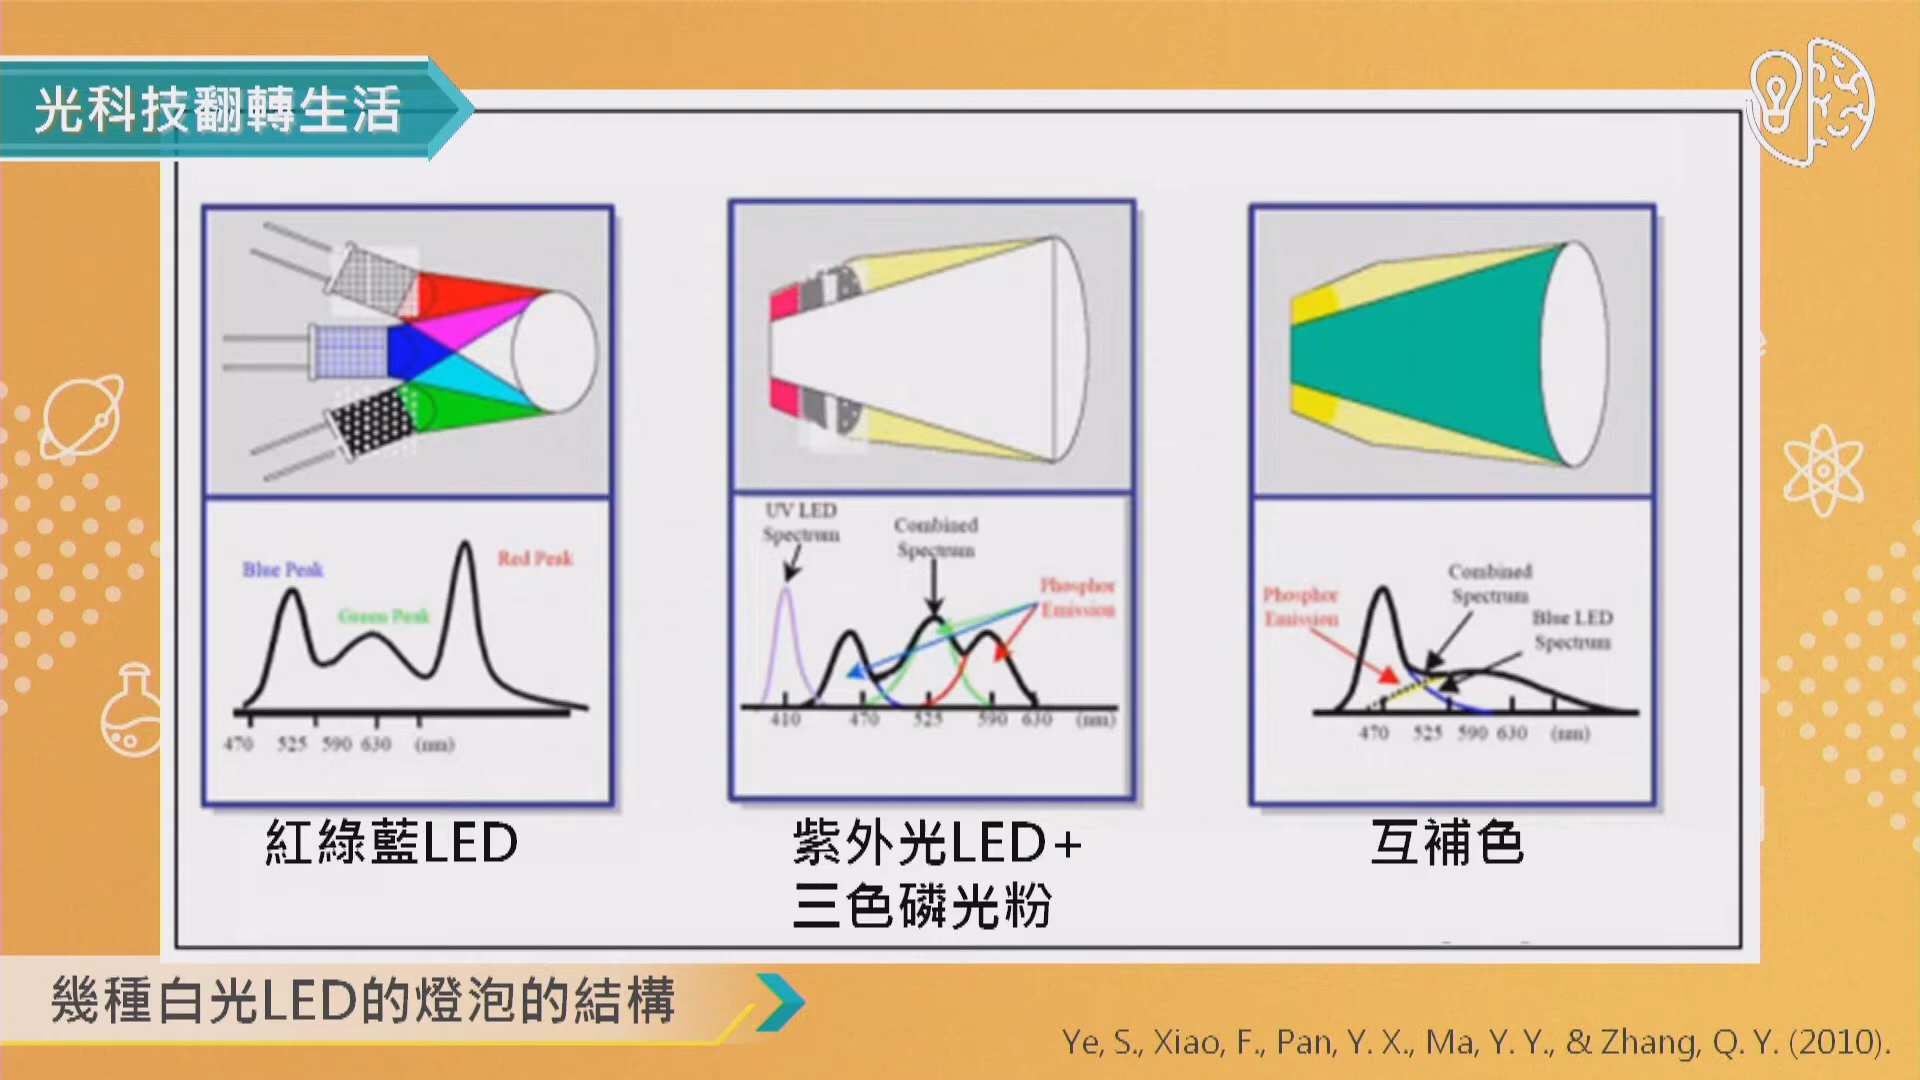 光科技翻轉生活
Blue Peak
Green Peak
Red Peak
470 525 590 630 (nm)
紅綠藍LED
UV LED
Spectrum
Combined
Spectrum
Phosphor
Emission
410 470 525 590 630 (nm)
紫外光LED+
三色磷光粉
Phosphor
Emission
Combined
Spectrum
Blue LED
Spectrum
470 525 590 630 (nm)
互補色
幾種白光LED的燈泡的結構
Ye, S., Xiao, F., Pan, Y. X., Ma, Y. Y., & Zhang, Q. Y. (2010).